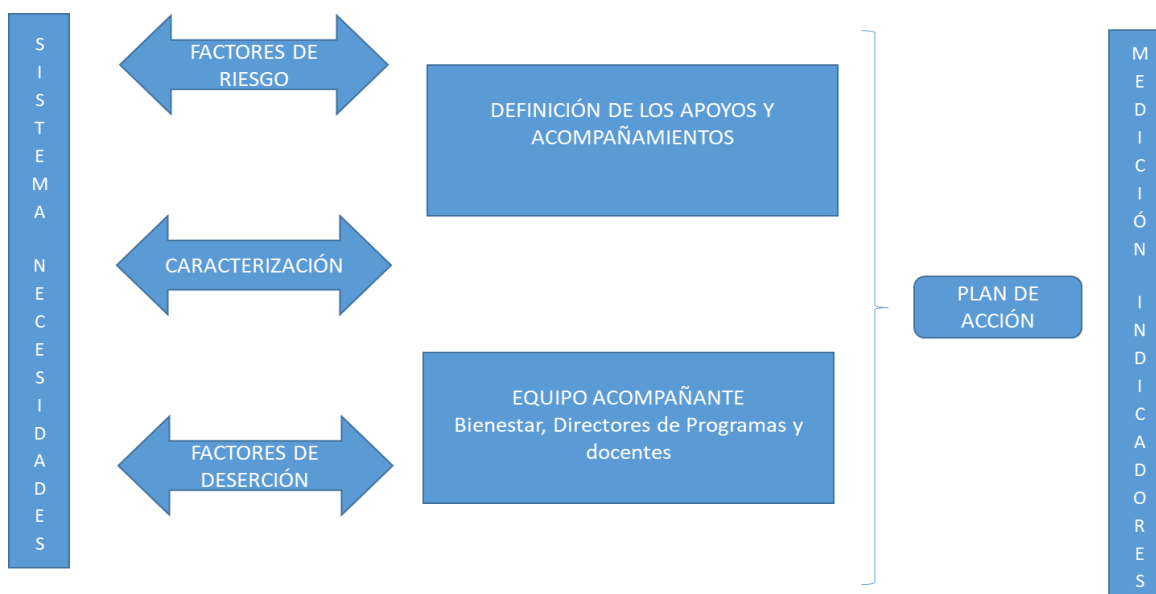 SISTEMA NECESIDADES
FACTORES DE
RIESGO
CARACTERIZACIÓN
FACTORES DE
DESERCIÓN
DEFINICIÓN DE LOS APOYOS Y
ACOMPAÑAMIENTOS
EQUIPO ACOMPAÑANTE
Bienestar, Directores de Programas y
docentes
PLAN DE
ACCIÓN
MEDICIÓN INDICADORES